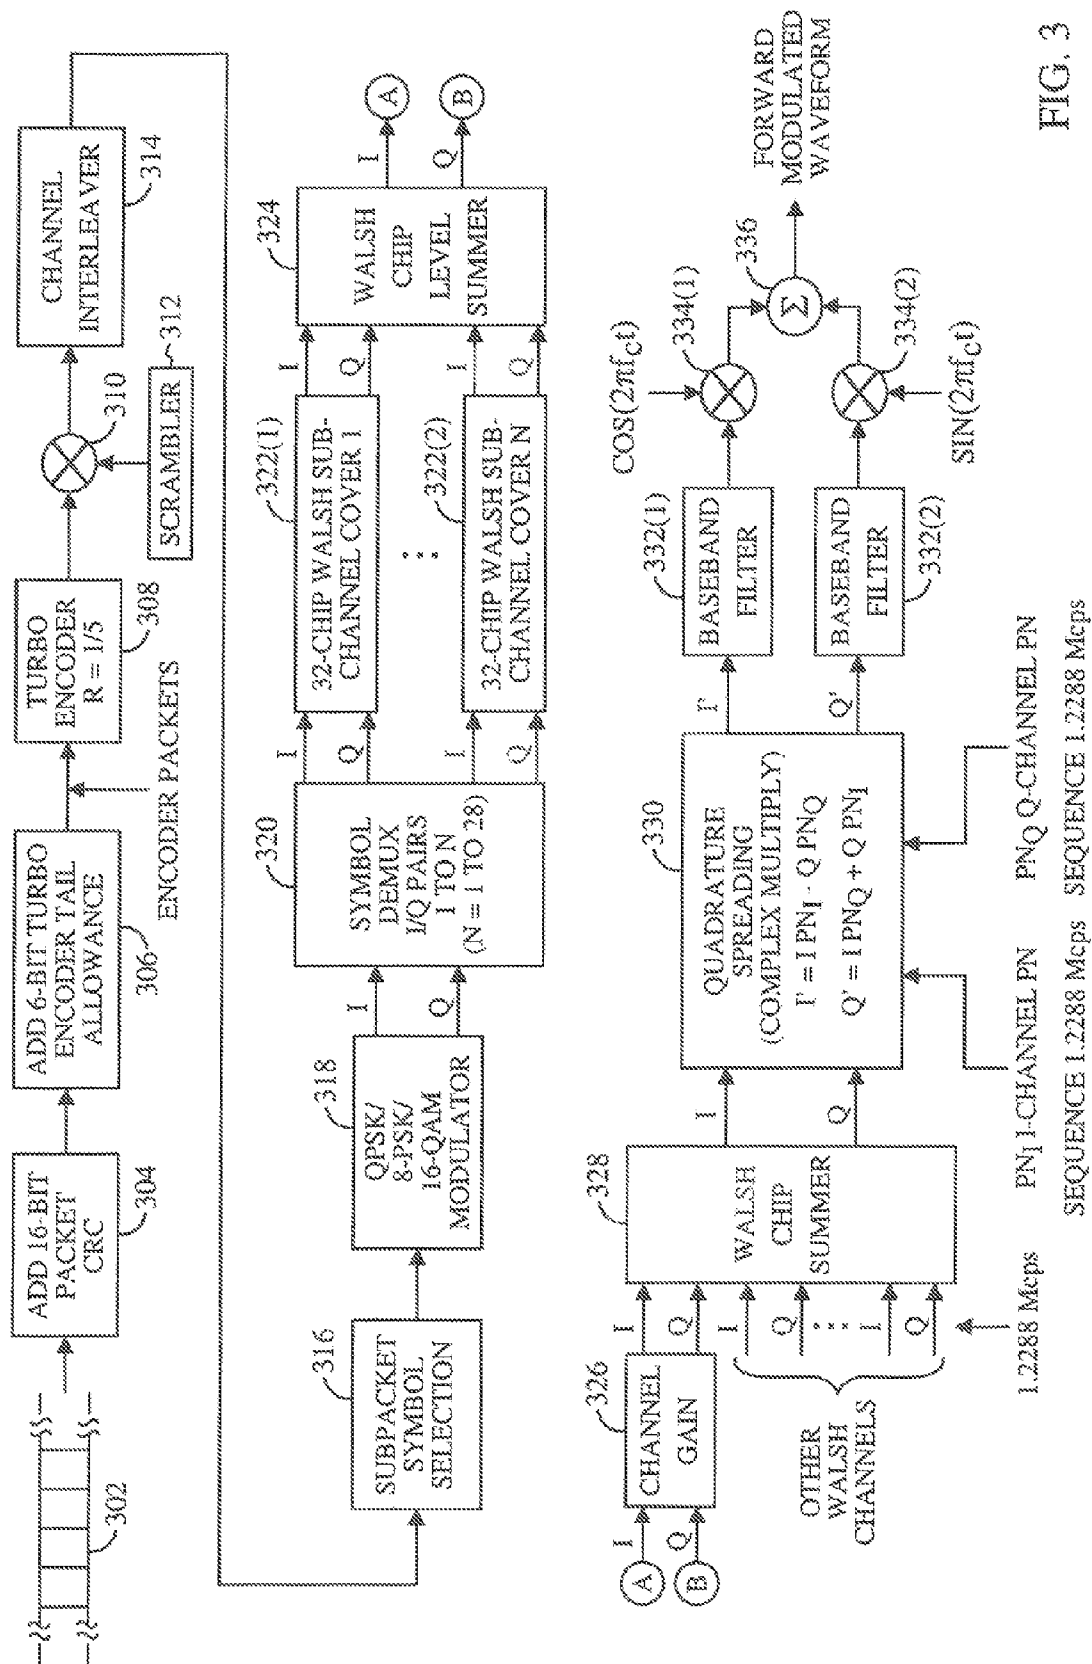 302
ADD 16-BIT
PACKET
CRC
304
ADD 6-BIT TURBO
ENCODER TAIL
ALLOWANCE
306
ENCODER PACKETS
TURBO
ENCODER
R = 1/5
308
310
SCRAMBLER
312
CHANNEL
INTERLEAVER
314
SUBPACKET
SYMBOL
SELECTION
316
QPSK/
8-PSK/
16-QAM
MODULATOR
318
I
Q
SYMBOL
DEMUX
I/Q PAIRS
1 TO N
(N = 1 TO 28)
320
I
Q
I
Q
32-CHIP WALSH SUB-
CHANNEL COVER 1
322(1)
32-CHIP WALSH SUB-
CHANNEL COVER N
322(2)
I
Q
I
Q
WALSH
CHIP
LEVEL
SUMMER
324
I
Q
A
B
A
B
I
Q
CHANNEL
GAIN
326
OTHER
WALSH
CHANNELS
I
Q
I
Q
I
Q
1.2288 Mcps
WALSH
CHIP
SUMMER
328
I
Q
QUADRATURE
SPREADING
(COMPLEX MULTIPLY)
I' = I PNI - Q PNQ
Q' = I PNQ + Q PNI
330
PNI I-CHANNEL PN
SEQUENCE 1.2288 Mcps
PNQ Q-CHANNEL PN
SEQUENCE 1.2288 Mcps
I'
Q'
BASEBAND
FILTER
332(1)
BASEBAND
FILTER
332(2)
COS(2πfCt)
334(1)
SIN(2πfCt)
334(2)
Σ
336
FORWARD
MODULATED
WAVEFORM
FIG. 3